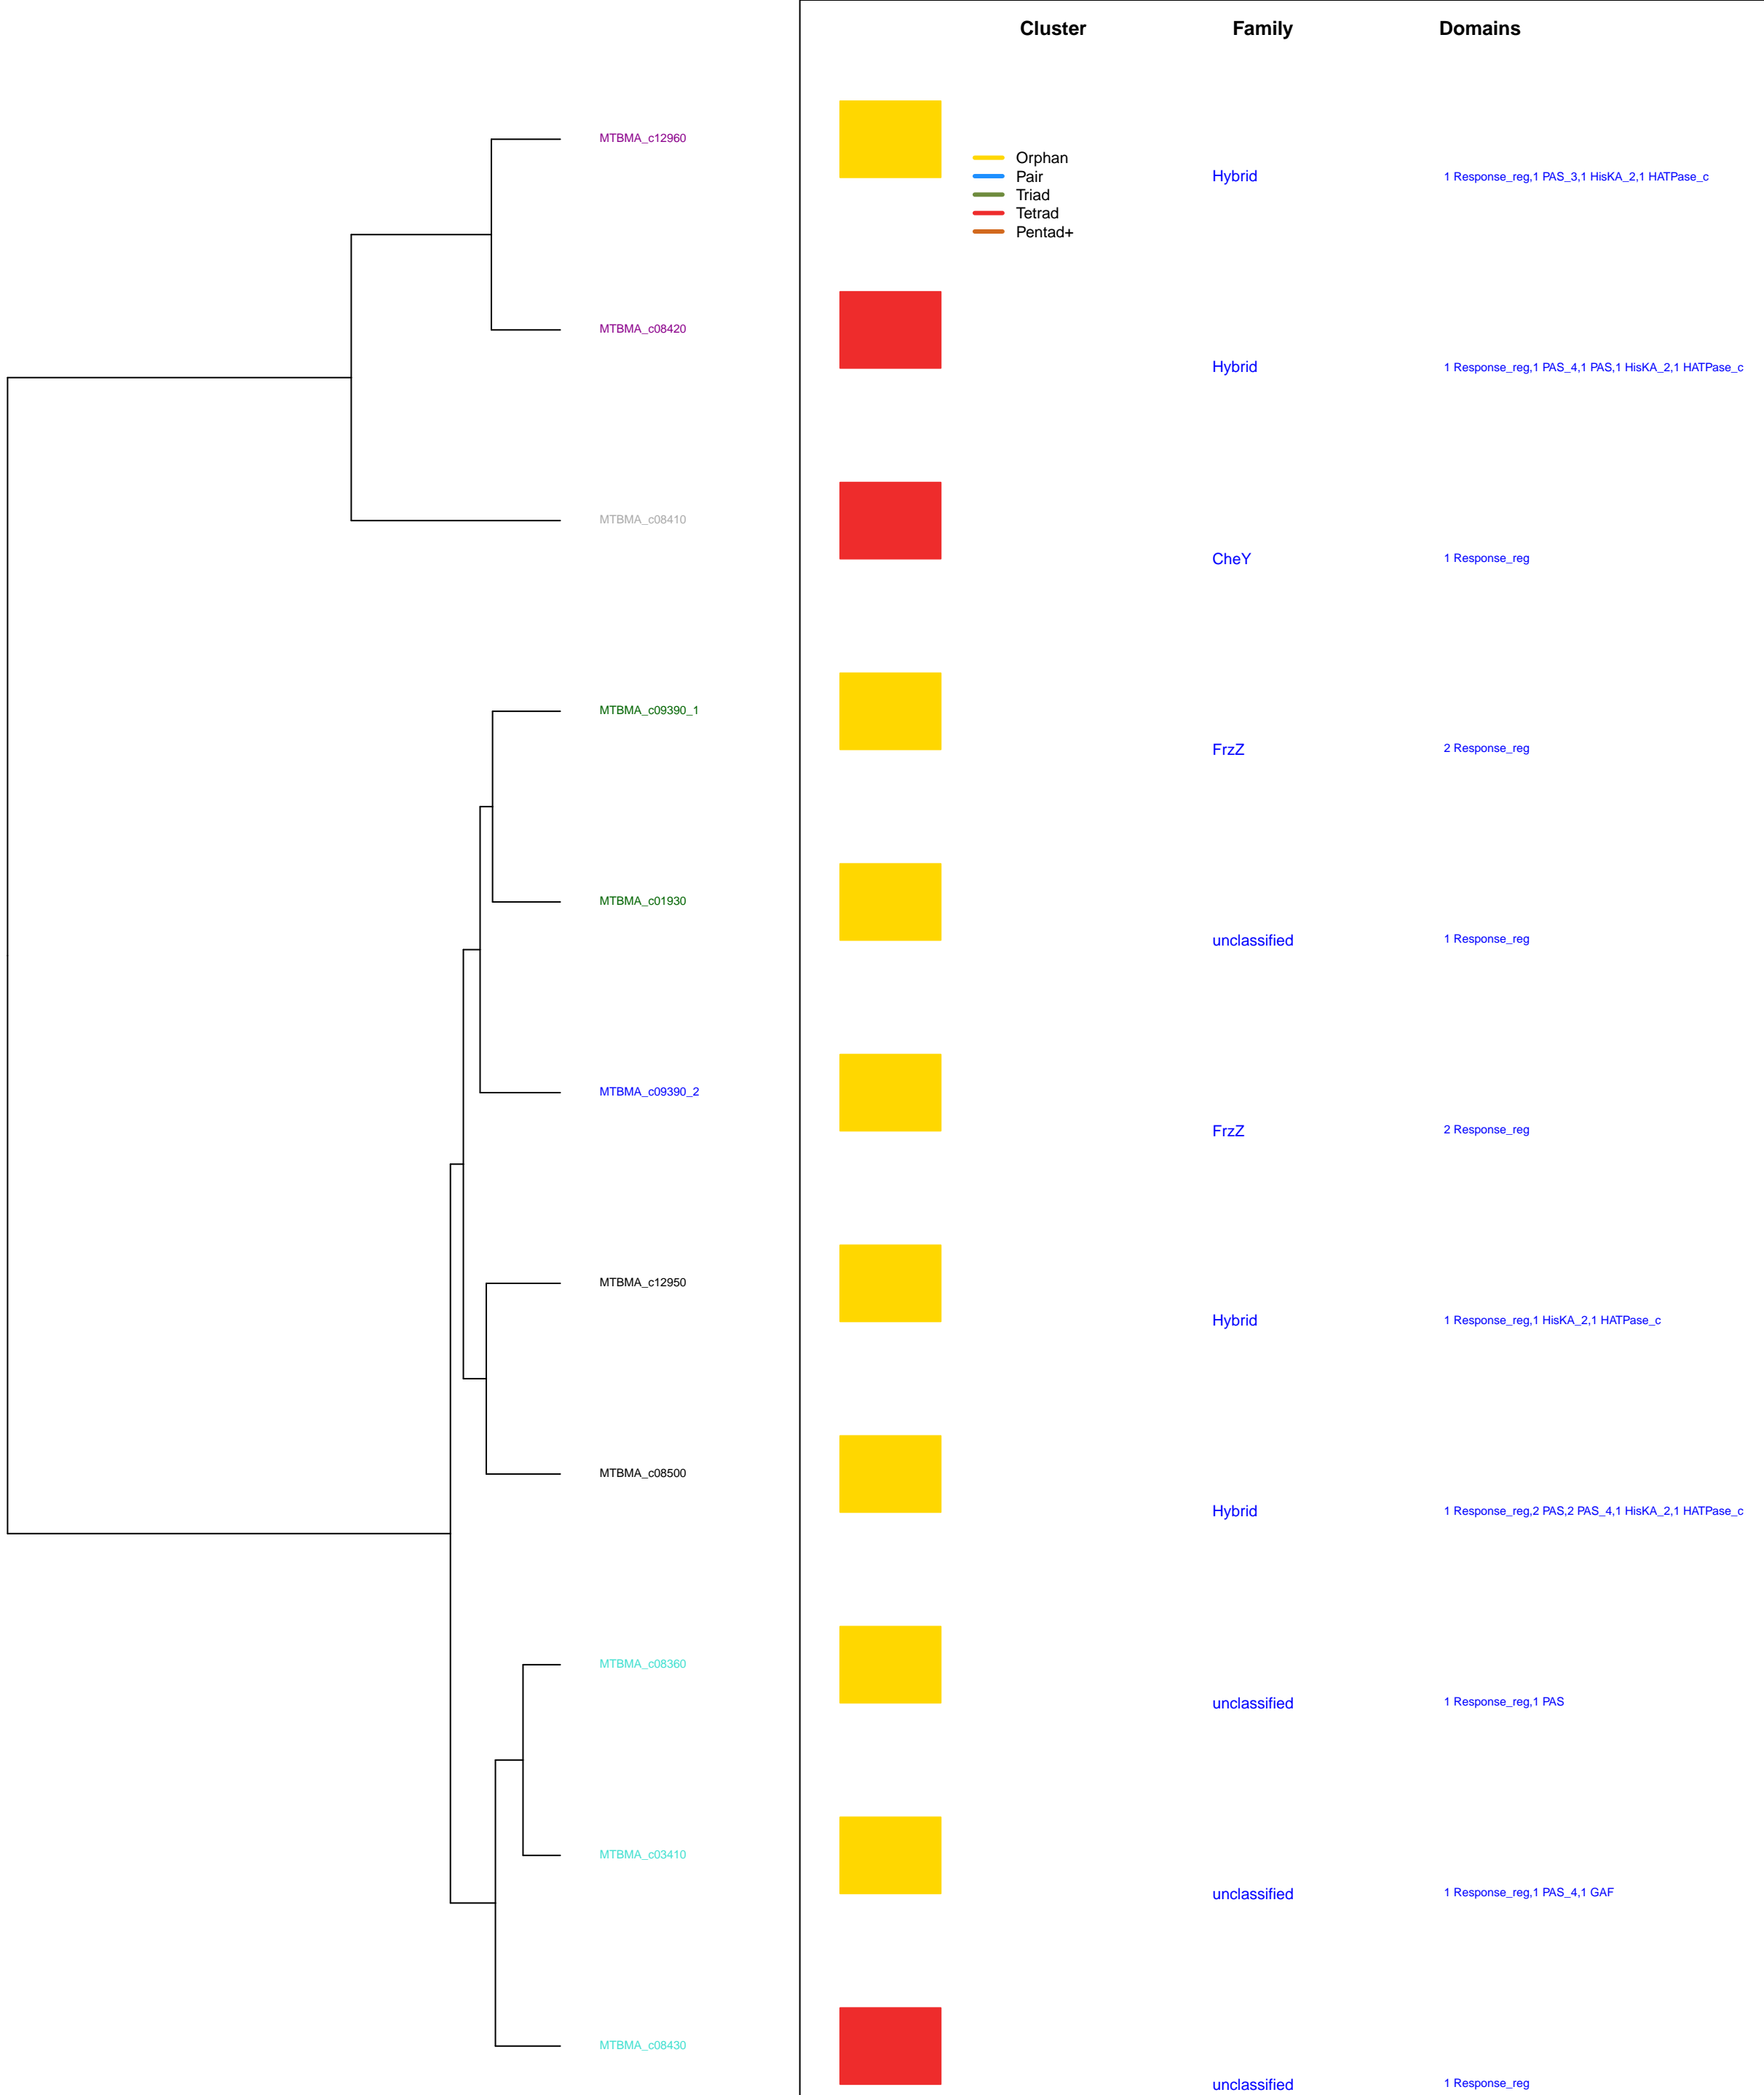 Cluster Family Domains
MTBMA_c12960
Orphan
Pair
Triad
Tetrad
Pentad+
Hybrid 1 Response_reg,1 PAS_3,1 HisKA_2,1 HATPase_c
MTBMA_c08420
Hybrid 1 Response_reg,1 PAS_4,1 PAS,1 HisKA_2,1 HATPase_c
MTBMA_c08410
CheY 1 Response_reg
MTBMA_c09390_1
FrzZ 2 Response_reg
MTBMA_c01930
unclassified 1 Response_reg
MTBMA_c09390_2
FrzZ 2 Response_reg
MTBMA_c12950
Hybrid 1 Response_reg,1 HisKA_2,1 HATPase_c
MTBMA_c08500
Hybrid 1 Response_reg,2 PAS,2 PAS_4,1 HisKA_2,1 HATPase_c
MTBMA_c08360
unclassified 1 Response_reg,1 PAS
MTBMA_c03410
unclassified 1 Response_reg,1 PAS_4,1 GAF
MTBMA_c08430
unclassified 1 Response_reg